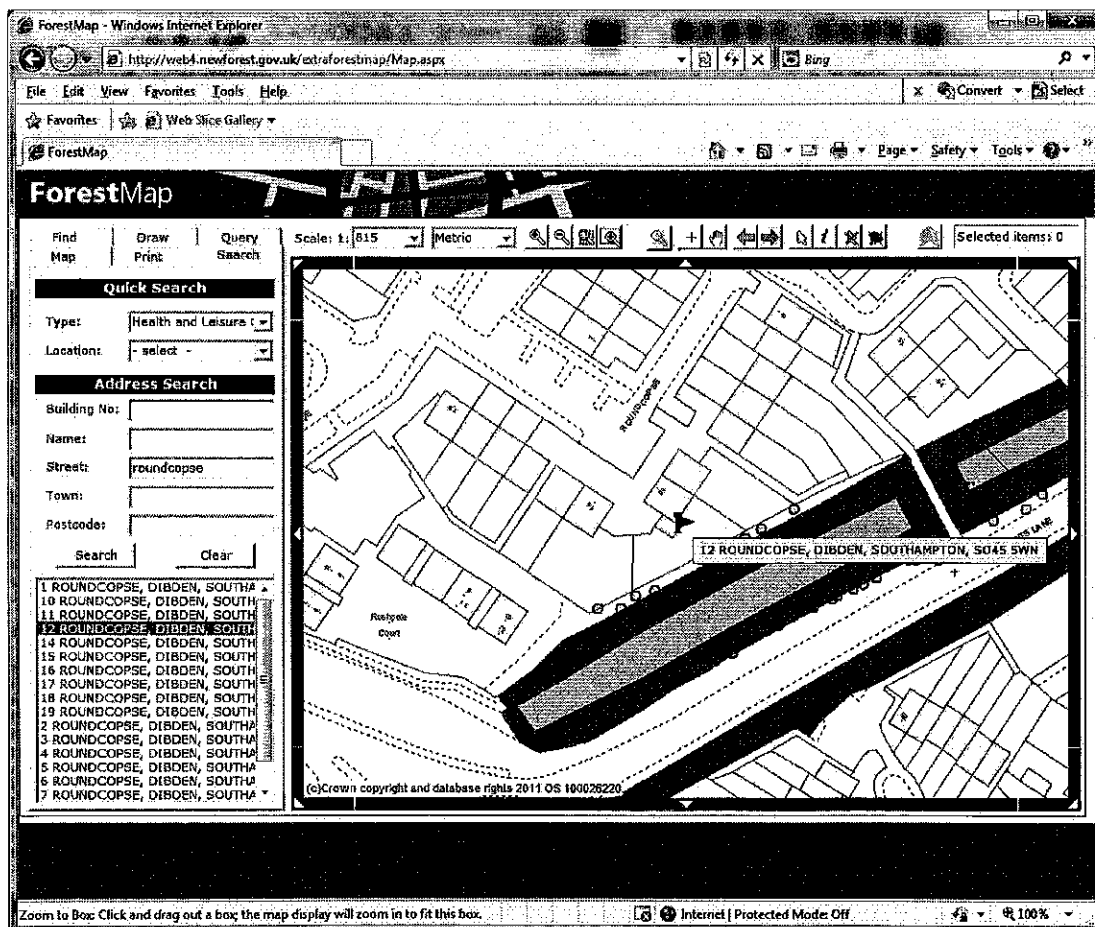 ForestMap - Windows Internet Explorer
http://web4.newforest.gov.uk/extraforestmap/Map.aspx
Bing
File Edit View Favorites Tools Help
x Convert Select
Favorites Web Slice Gallery
ForestMap
Page Safety Tools
ForestMap
Find Map
Draw Print
Query Search
Scale: 1: 815
Metric
Selected items: 0
Quick Search
Type: Health and Leisure
Location: - select -
Address Search
Building No:
Name:
Street: roundcopse
Town:
Postcode:
Search Clear
1 ROUNDCOPSE, DIBDEN, SOUTHA
10 ROUNDCOPSE, DIBDEN, SOUTH
11 ROUNDCOPSE, DIBDEN, SOUTH
12 ROUNDCOPSE, DIBDEN, SOUTH
14 ROUNDCOPSE, DIBDEN, SOUTH
15 ROUNDCOPSE, DIBDEN, SOUTH
16 ROUNDCOPSE, DIBDEN, SOUTH
17 ROUNDCOPSE, DIBDEN, SOUTH
18 ROUNDCOPSE, DIBDEN, SOUTH
19 ROUNDCOPSE, DIBDEN, SOUTH
2 ROUNDCOPSE, DIBDEN, SOUTHA
3 ROUNDCOPSE, DIBDEN, SOUTHA
4 ROUNDCOPSE, DIBDEN, SOUTHA
5 ROUNDCOPSE, DIBDEN, SOUTHA
6 ROUNDCOPSE, DIBDEN, SOUTHA
7 ROUNDCOPSE, DIBDEN, SOUTHA
ROUNDCOPSE
12 ROUNDCOPSE, DIBDEN, SOUTHAMPTON, SO45 5WN
LANE
Court
(c)Crown copyright and database rights 2011 OS 100026220
Zoom to Box: Click and drag out a box; the map display will zoom in to fit this box.
Internet | Protected Mode: Off
100%